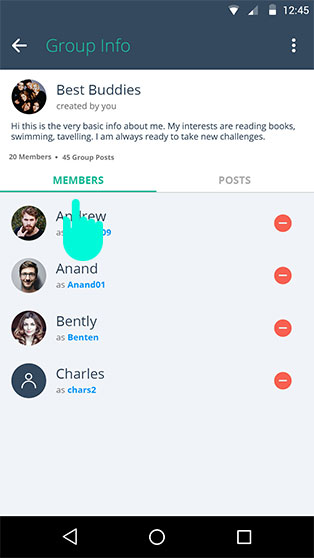 12:45
Group Info
Best Buddies
created by you
Hi this is the very basic info about me. My interests are reading books,
swimming, tavelling. I am always ready to take new challenges.
20 Members • 45 Group Posts
MEMBERS POSTS
Andrew
as 09
Anand
as Anand01
Bently
as Benten
Charles
as chars2